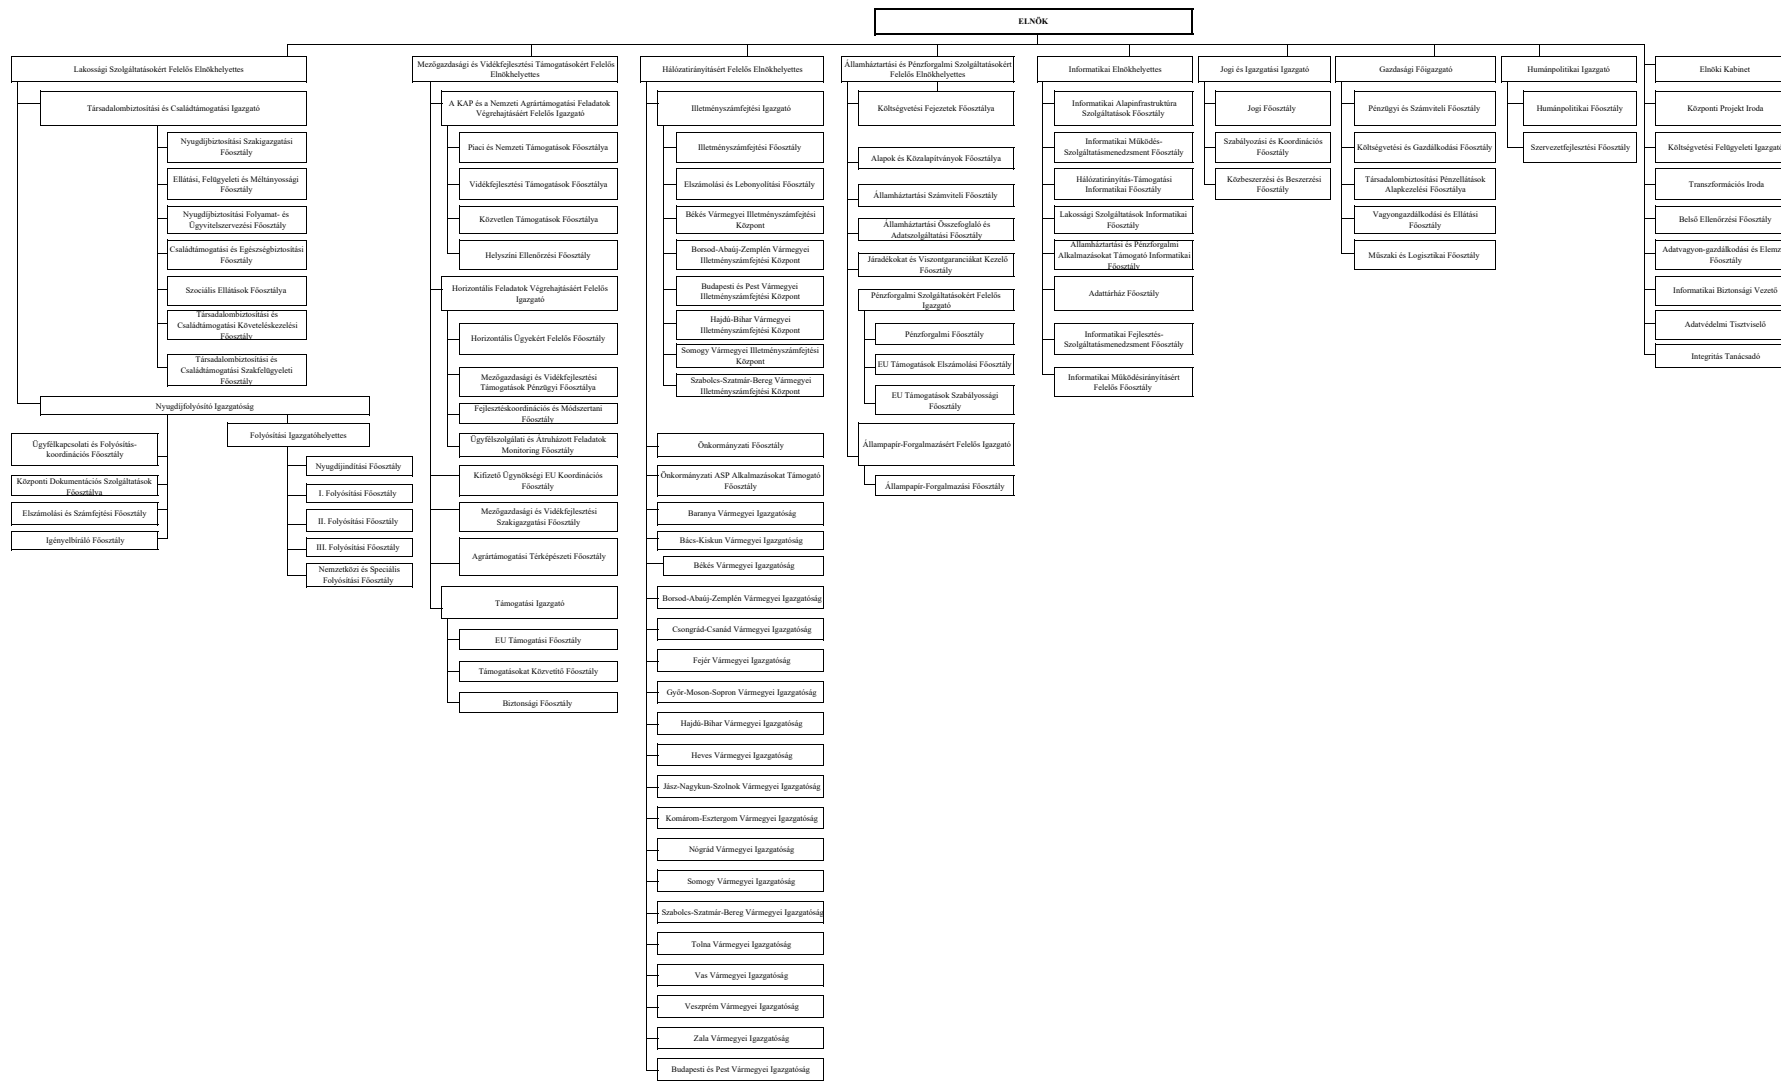 ELNÖK
Lakossági Szolgáltatásokért Felelős Elnökhelyettes
Társadalombiztosítási és Családtámogatási Igazgató
Nyugdíjbiztosítási Szakigazgatási
Főosztály
Ellátási, Felügyeleti és Méltányossági
Főosztály
Nyugdíjbiztosítási Folyamat- és
Ügyvitelszervezési Főosztály
Családtámogatási és Egészségbiztosítási
Főosztály
Szociális Ellátások Főosztálya
Társadalombiztosítási és
Családtámogatási Követeléskezelési
Főosztály
Társadalombiztosítási és
Családtámogatási Szakfelügyeleti
Főosztály
Nyugdíjfolyósító Igazgatóság
Ügyfélkapcsolati és Folyósítás-
koordinációs Főosztály
Központi Dokumentációs Szolgáltatások
Főosztálya
Elszámolási és Számfejtési Főosztály
Igényelbíráló Főosztály
Folyósítási Igazgatóhelyettes
Nyugdíjindítási Főosztály
I. Folyósítási Főosztály
II. Folyósítási Főosztály
III. Folyósítási Főosztály
Nemzetközi és Speciális
Folyósítási Főosztály
Mezőgazdasági és Vidékfejlesztési Támogatásokért Felelős
Elnökhelyettes
A KAP és a Nemzeti Agrártámogatási Feladatok
Végrehajtásáért Felelős Igazgató
Piaci és Nemzeti Támogatások Főosztálya
Vidékfejlesztési Támogatások Főosztálya
Közvetlen Támogatások Főosztálya
Helyszíni Ellenőrzési Főosztály
Horizontális Feladatok Végrehajtásáért Felelős
Igazgató
Horizontális Ügyekért Felelős Főosztály
Mezőgazdasági és Vidékfejlesztési
Támogatások Pénzügyi Főosztálya
Fejlesztéskoordinációs és Módszertani
Főosztály
Ügyfélszolgálati és Átruházott Feladatok
Monitoring Főosztály
Kifizető Ügynökségi EU Koordinációs
Főosztály
Mezőgazdasági és Vidékfejlesztési
Szakigazgatási Főosztály
Agrártámogatási Térképészeti Főosztály
Támogatási Igazgató
EU Támogatási Főosztály
Támogatásokat Közvetítő Főosztály
Biztonsági Főosztály
Hálózatirányításért Felelős Elnökhelyettes
Illetményszámfejtési Igazgató
Illetményszámfejtési Főosztály
Elszámolási és Lebonyolítási Főosztály
Békés Vármegyei Illetményszámfejtési
Központ
Borsod-Abaúj-Zemplén Vármegyei
Illetményszámfejtési Központ
Budapesti és Pest Vármegyei
Illetményszámfejtési Központ
Hajdú-Bihar Vármegyei
Illetményszámfejtési Központ
Somogy Vármegyei Illetményszámfejtési
Központ
Szabolcs-Szatmár-Bereg Vármegyei
Illetményszámfejtési Központ
Önkormányzati Főosztály
Önkormányzati ASP Alkalmazásokat Támogató
Főosztály
Baranya Vármegyei Igazgatóság
Bács-Kiskun Vármegyei Igazgatóság
Békés Vármegyei Igazgatóság
Borsod-Abaúj-Zemplén Vármegyei Igazgatóság
Csongrád-Csanád Vármegyei Igazgatóság
Fejér Vármegyei Igazgatóság
Győr-Moson-Sopron Vármegyei Igazgatóság
Hajdú-Bihar Vármegyei Igazgatóság
Heves Vármegyei Igazgatóság
Jász-Nagykun-Szolnok Vármegyei Igazgatóság
Komárom-Esztergom Vármegyei Igazgatóság
Nógrád Vármegyei Igazgatóság
Somogy Vármegyei Igazgatóság
Szabolcs-Szatmár-Bereg Vármegyei Igazgatóság
Tolna Vármegyei Igazgatóság
Vas Vármegyei Igazgatóság
Veszprém Vármegyei Igazgatóság
Zala Vármegyei Igazgatóság
Budapesti és Pest Vármegyei Igazgatóság
Államháztartási és Pénzforgalmi Szolgáltatásokért
Felelős Elnökhelyettes
Költségvetési Fejezetek Főosztálya
Alapok és Közalapítványok Főosztálya
Államháztartási Számviteli Főosztály
Államháztartási Összefoglaló és
Adatszolgáltatási Főosztály
Járadékokat és Viszontgaranciákat Kezelő
Főosztály
Pénzforgalmi Szolgáltatásokért Felelős
Igazgató
Pénzforgalmi Főosztály
EU Támogatások Elszámolási Főosztály
EU Támogatások Szabályossági
Főosztály
Állampapír-Forgalmazásért Felelős Igazgató
Állampapír-Forgalmazási Főosztály
Informatikai Elnökhelyettes
Informatikai Alapinfrastruktúra
Szolgáltatások Főosztály
Informatikai Működés-
Szolgáltatásmenedzsment Főosztály
Hálózatirányítás-Támogatási
Informatikai Főosztály
Lakossági Szolgáltatások Informatikai
Főosztály
Államháztartási és Pénzforgalmi
Alkalmazásokat Támogató Informatikai
Főosztály
Adattárház Főosztály
Informatikai Fejlesztés-
Szolgáltatásmenedzsment Főosztály
Informatikai Működésirányításért
Felelős Főosztály
Jogi és Igazgatási Igazgató
Jogi Főosztály
Szabályozási és Koordinációs
Főosztály
Közbeszerzési és Beszerzési
Főosztály
Gazdasági Főigazgató
Pénzügyi és Számviteli Főosztály
Költségvetési és Gazdálkodási Főosztály
Társadalombiztosítási Pénzellátások
Alapkezelési Főosztálya
Vagyongazdálkodási és Ellátási
Főosztály
Műszaki és Logisztikai Főosztály
Humánpolitikai Igazgató
Humánpolitikai Főosztály
Szervezetfejlesztési Főosztály
Elnöki Kabinet
Központi Projekt Iroda
Költségvetési Felügyeleti Igazgató
Transzformációs Iroda
Belső Ellenőrzési Főosztály
Adatvagyon-gazdálkodási és
Főosztály
Informatikai Biztonsági Vezető
Adatvédelmi Tisztviselő
Integritás Tanácsadó